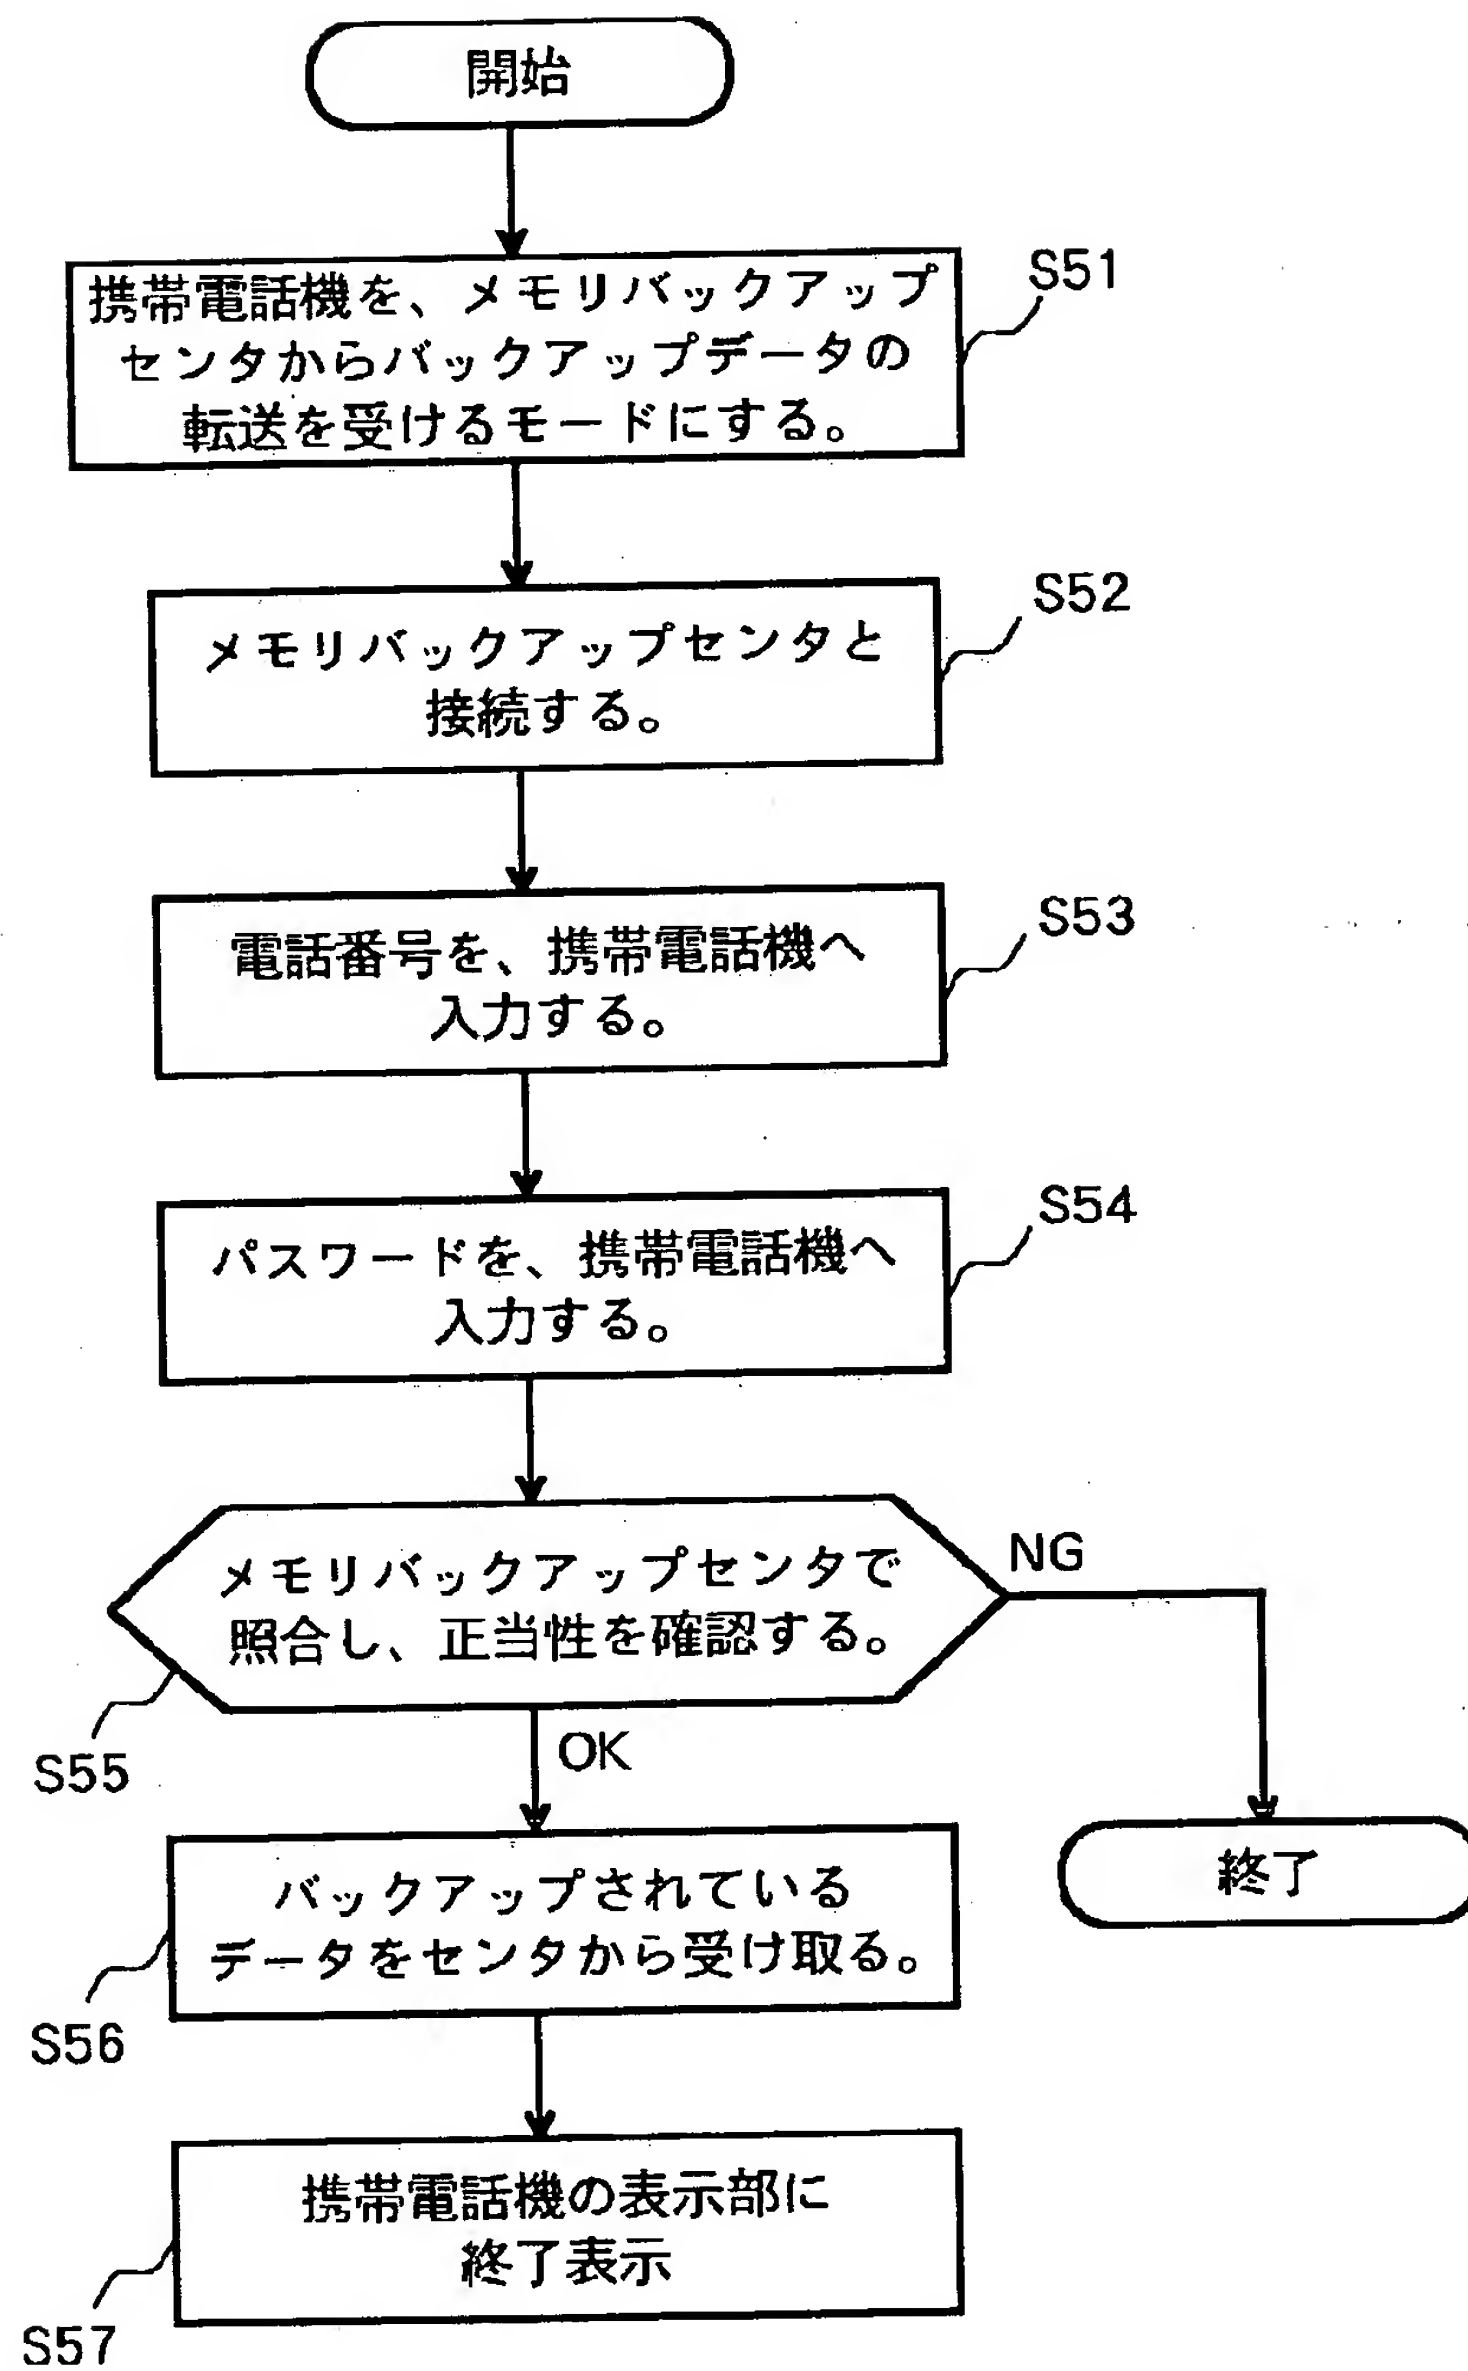 開始
携帯電話機を、メモリバックアップ
センタからバックアップデータの
転送を受けるモードにする。
S51
メモリバックアップセンタと
接続する。
S52
電話番号を、携帯電話機へ
入力する。
S53
パスワードを、携帯電話機へ
入力する。
S54
メモリバックアップセンタで
照合し、正当性を確認する。
NG
S55
OK
終了
バックアップされている
データをセンタから受け取る。
S56
携帯電話機の表示部に
終了表示
S57